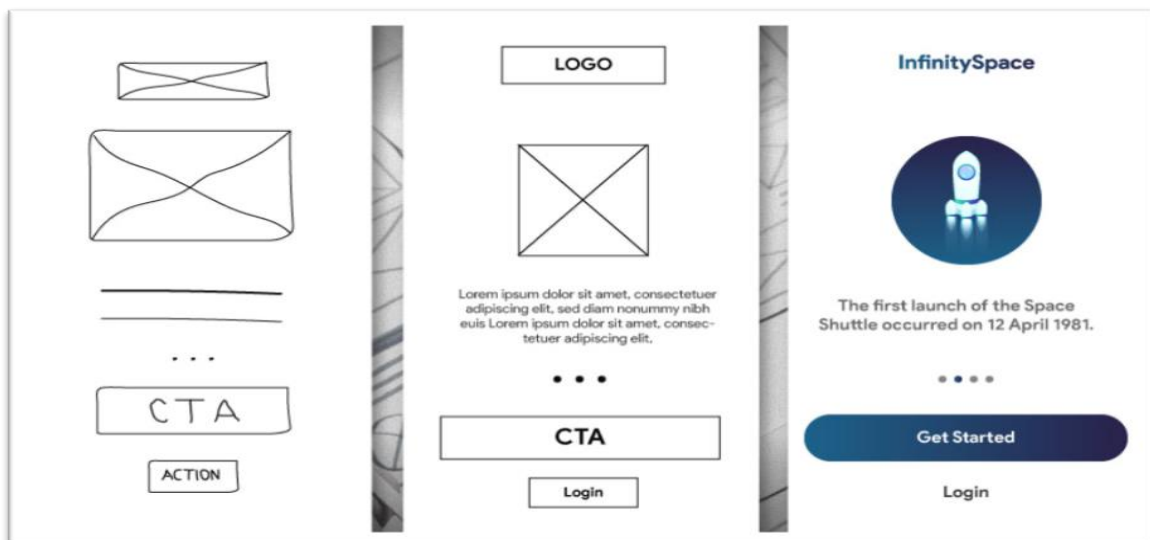 CTA
ACTION
LOGO
Lorem ipsum dolor sit amet, consectetuer
adipiscing elit, sed diam nonummy nibh
euis Lorem ipsum dolor sit amet, consec-
tetuer adipiscing elit.
CTA
Login
InfinitySpace
The first launch of the Space
Shuttle occurred on 12 April 1981.
Get Started
Login